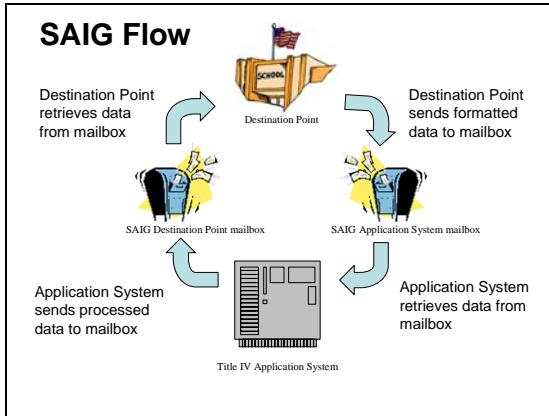 SAIG Flow
SCHOOL
Destination Point
Destination Point
retrieves data
from mailbox
Destination Point
sends formatted
data to mailbox
SAIG Destination Point mailbox
SAIG Application System mailbox
Application System
sends processed
data to mailbox
Application System
retrieves data from
mailbox
Title IV Application System